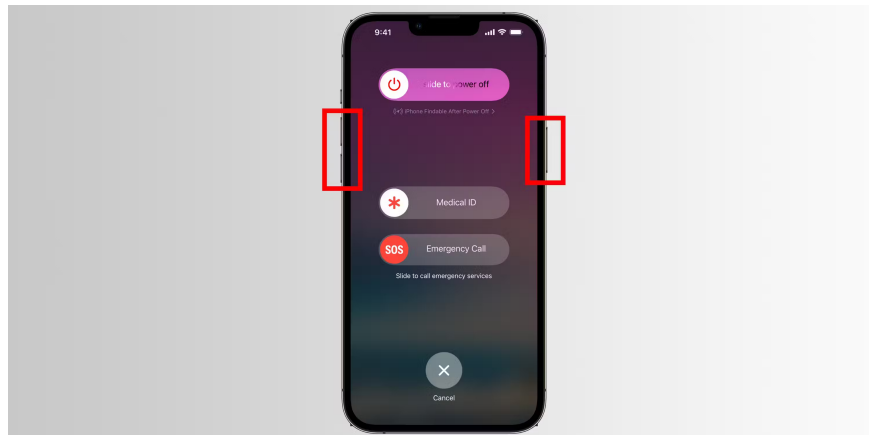 9:41
slide to power off
iPhone Findable After Power Off >
Medical ID
SOS Emergency Call
Slide to call emergency services
Cancel